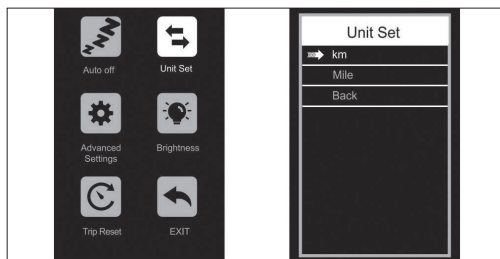 Auto off
Unit Set
Advanced
Settings
Brightness
Trip Reset
EXIT
Unit Set
km
Mile
Back